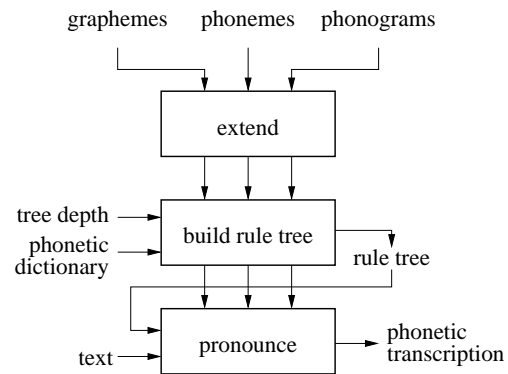 graphemes phonemes phonograms
extend
tree depth
build rule tree
phonetic
dictionary
rule tree
pronounce
phonetic
transcription
text